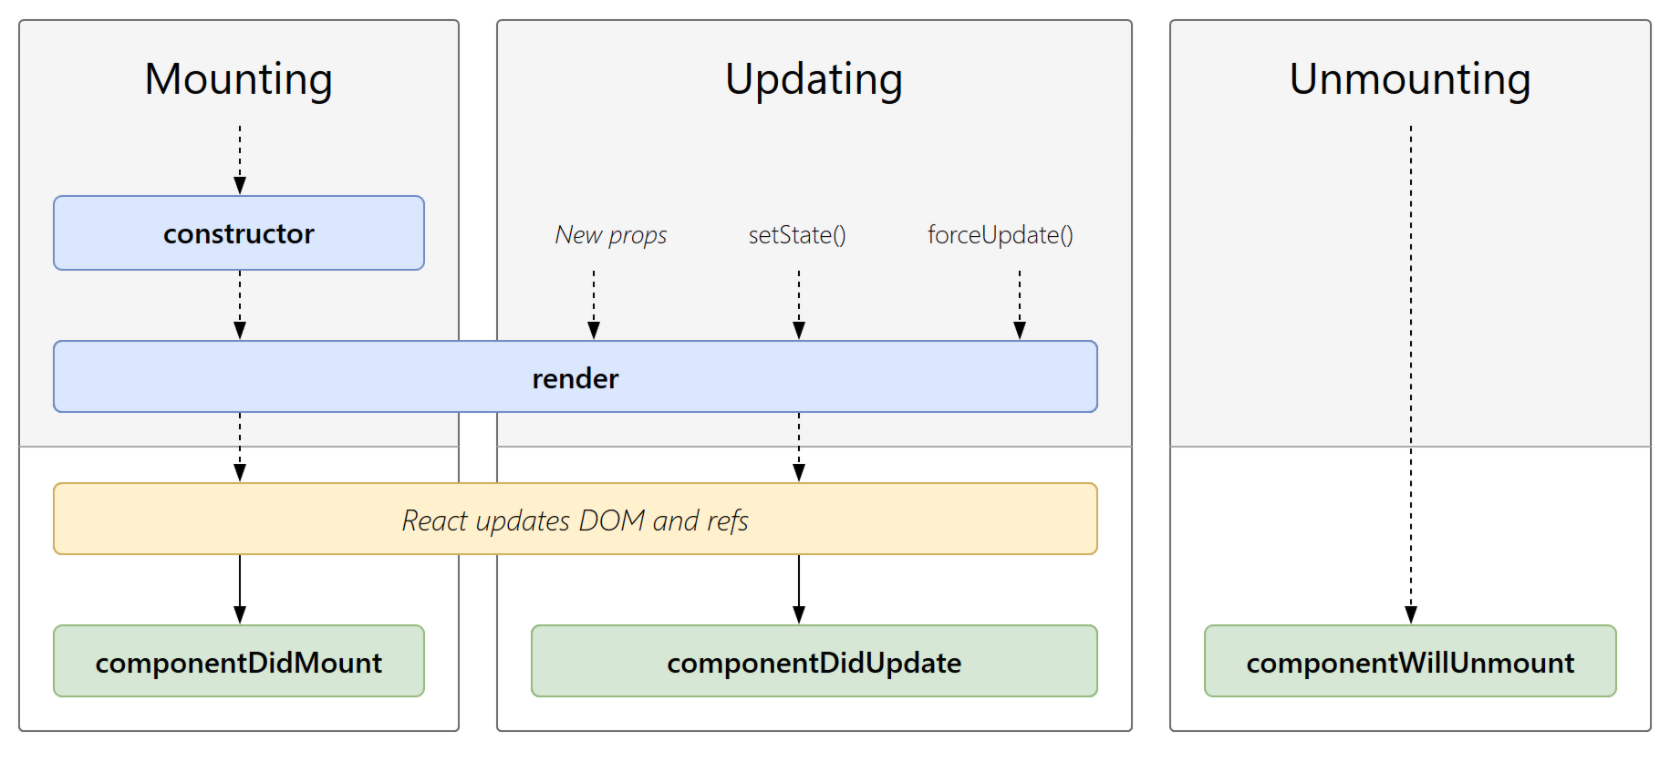 Mounting
Updating
Unmounting
constructor
New props
setState()
forceUpdate()
render
React updates DOM and refs
componentDidMount
componentDidUpdate
componentWillUnmount